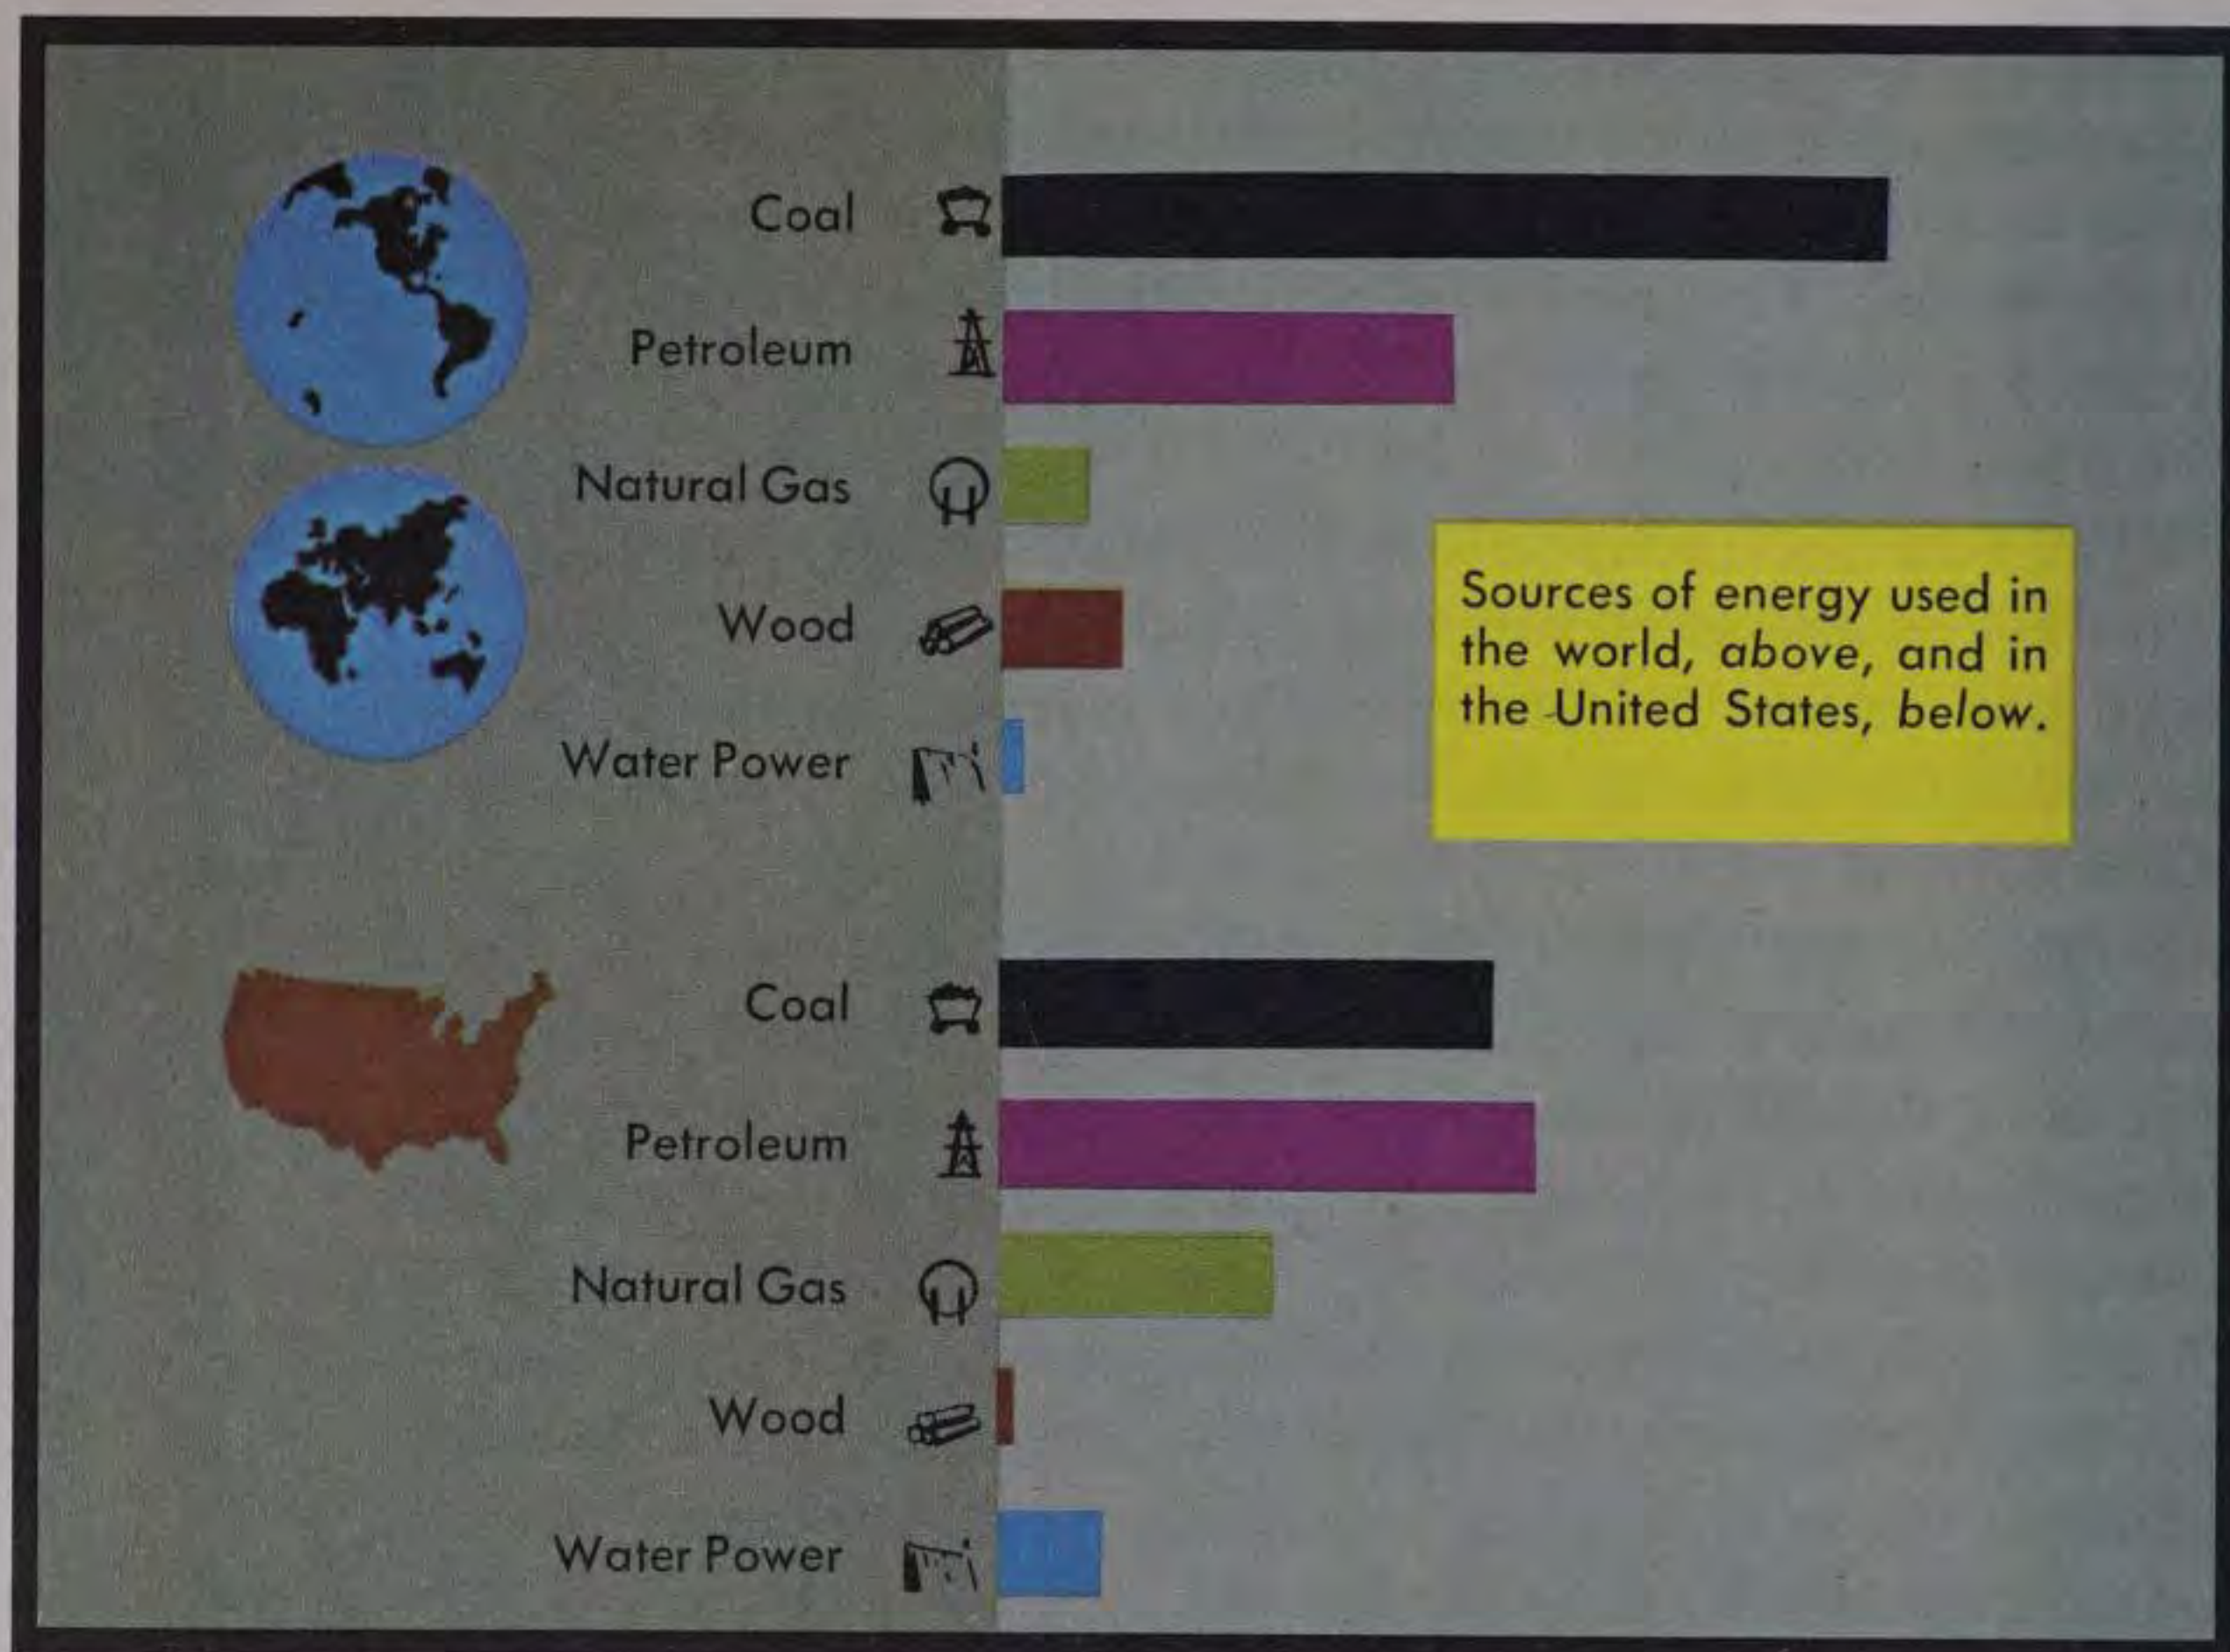 Coal
Petroleum
Natural Gas
Wood
Water Power
Sources of energy used in
the world, above, and in
the United States, below.
Coal
Petroleum
Natural Gas
Wood
Water Power